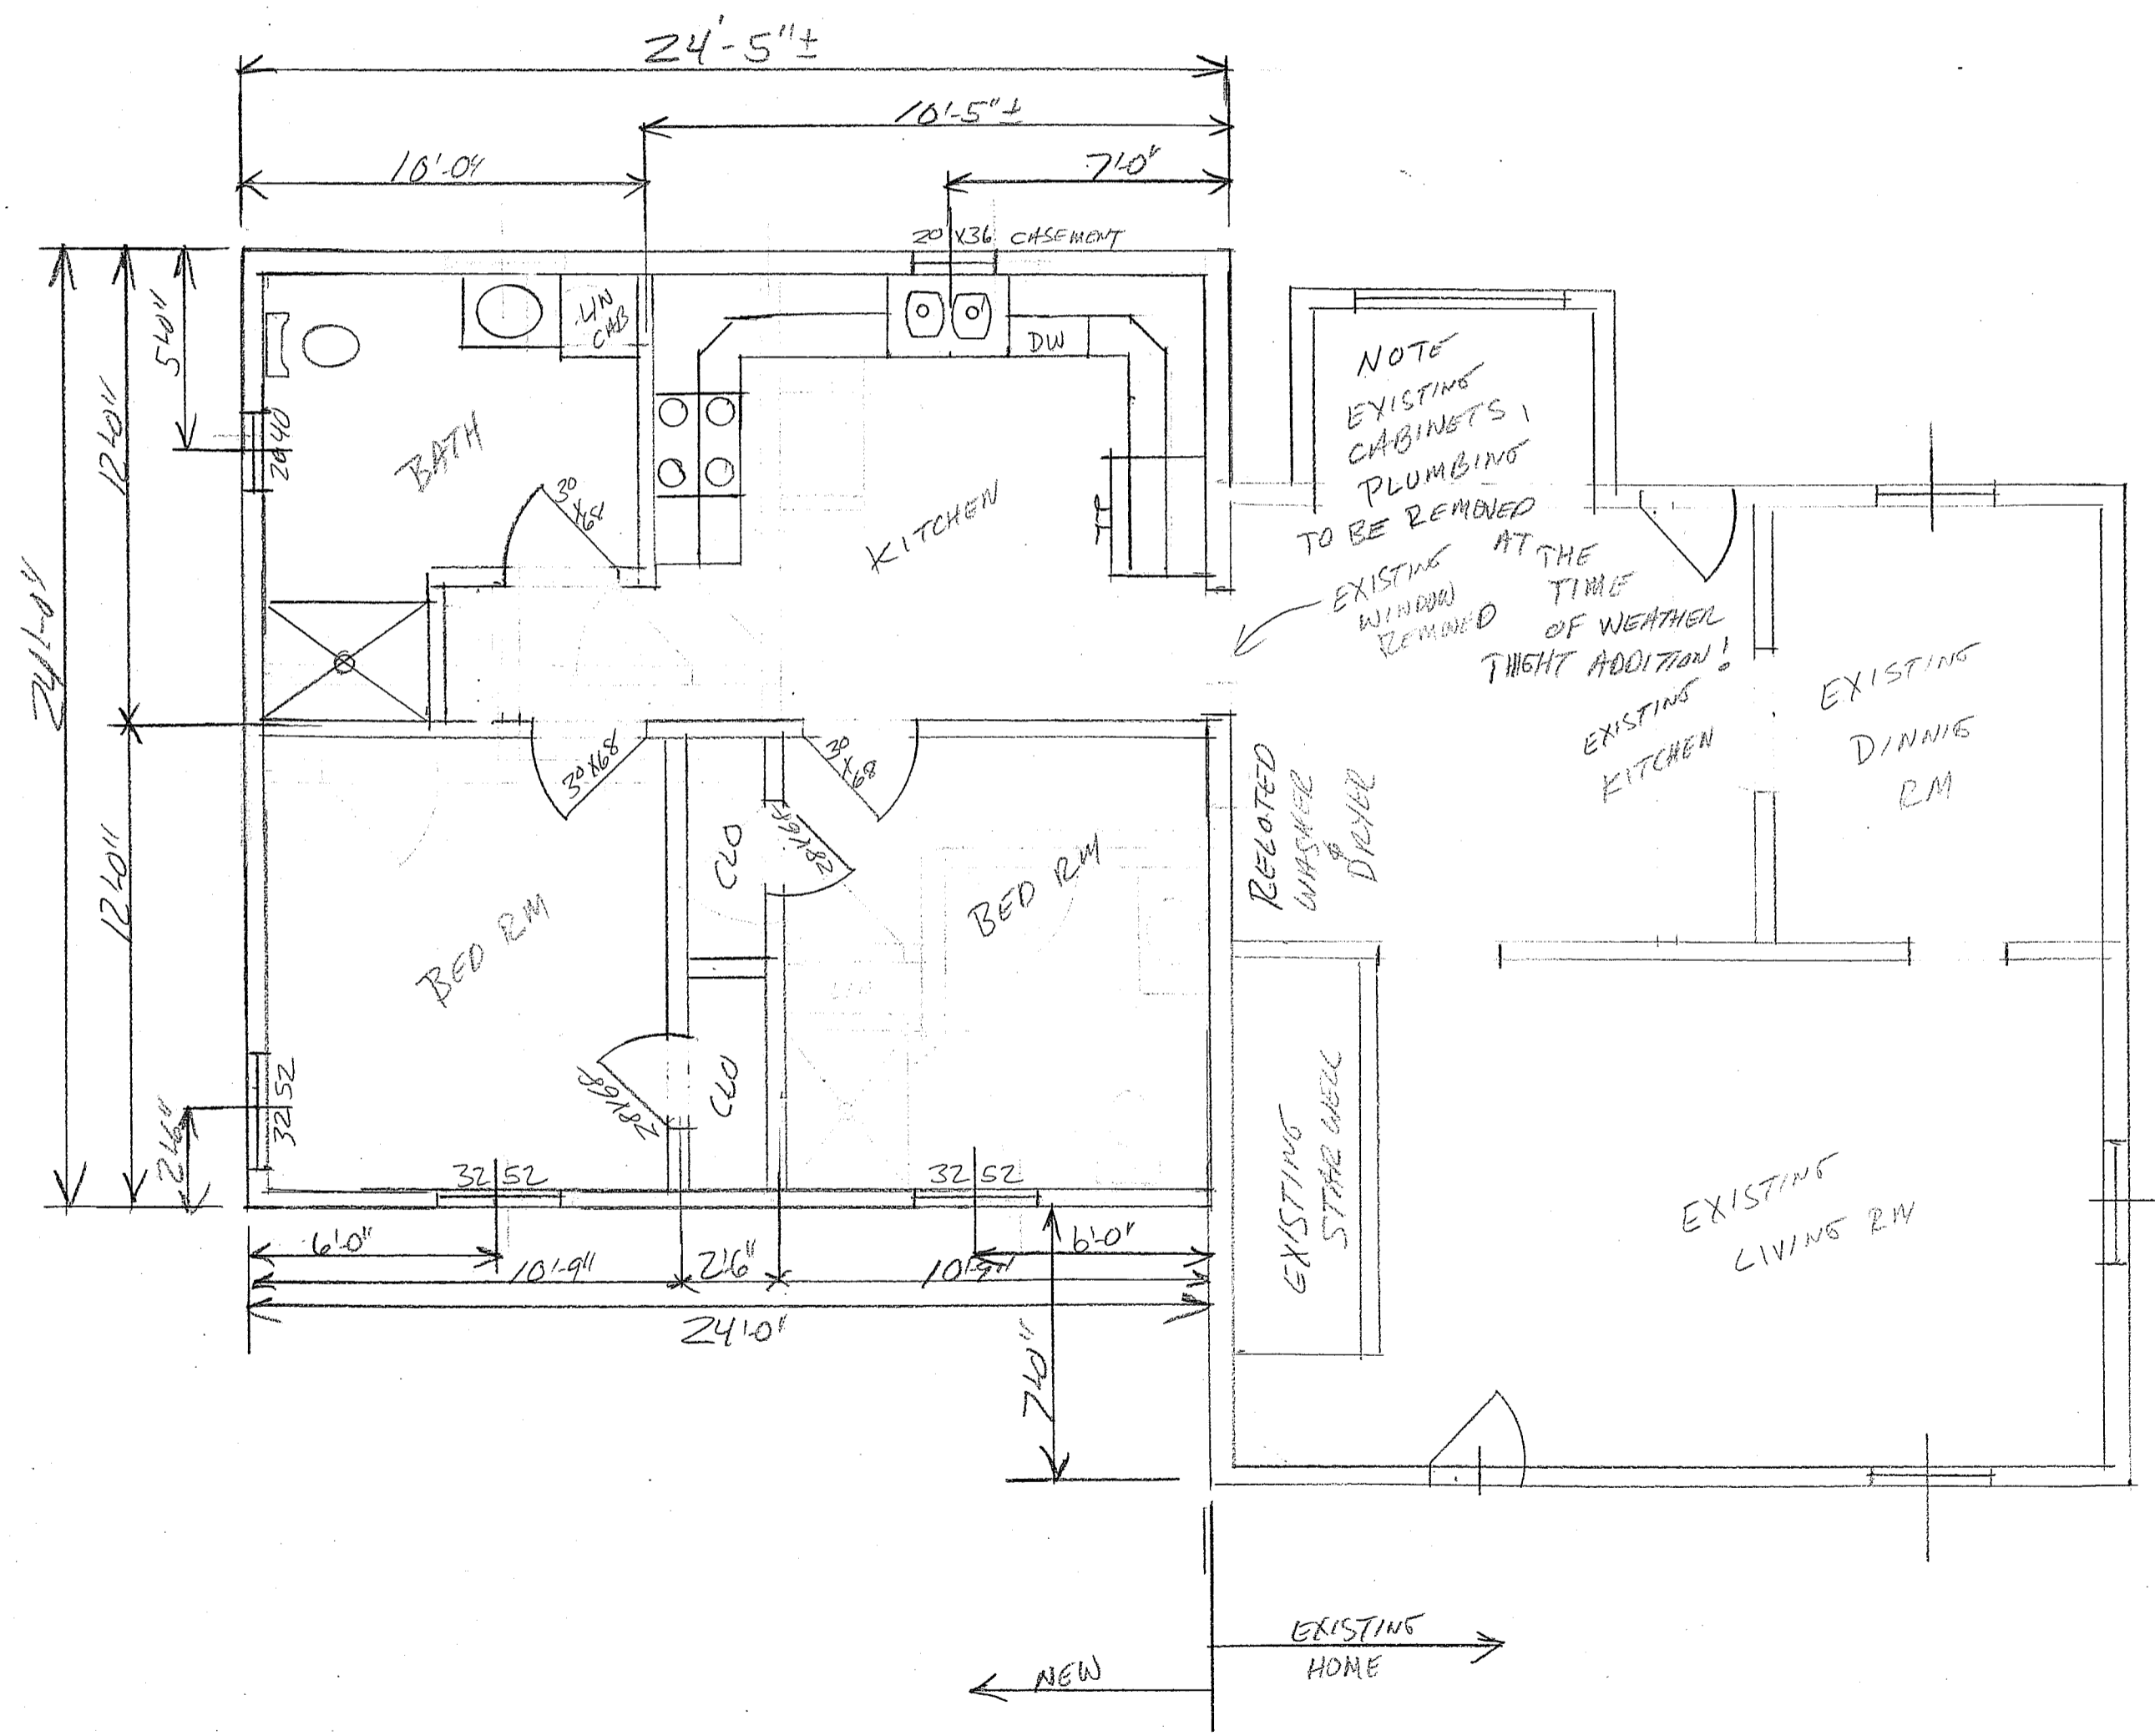 24'-5"±
10'-5"±
10'-0"
7'-0"
20 X36 CASEMENT
5'-0"
12'-0"
24'-0"
12'-0"
2'-6"
LIN
CAB
DW
BATH
30
X68
KITCHEN
30X68
30
X68
CLO
28X68
BED RM
BED RM
CLO
28X68
32 52
32 52
32 52
6'-0"
10'-9"
2'6"
10'-9"
6'-0"
24'-0"
7'-0"
NOTE
EXISTING
CABINETS,
PLUMBING
TO BE REMOVED
AT THE
TIME
OF WEATHER
THIGHT ADDITION!
EXISTING
WINDOW
REMOVED
EXISTING
KITCHEN
EXISTING
DINNIG
RM
RELOTED
WASHER
&
DRYER
EXISTING
STAIR WELL
EXISTING
LIVING RM
EXISTING
HOME
NEW